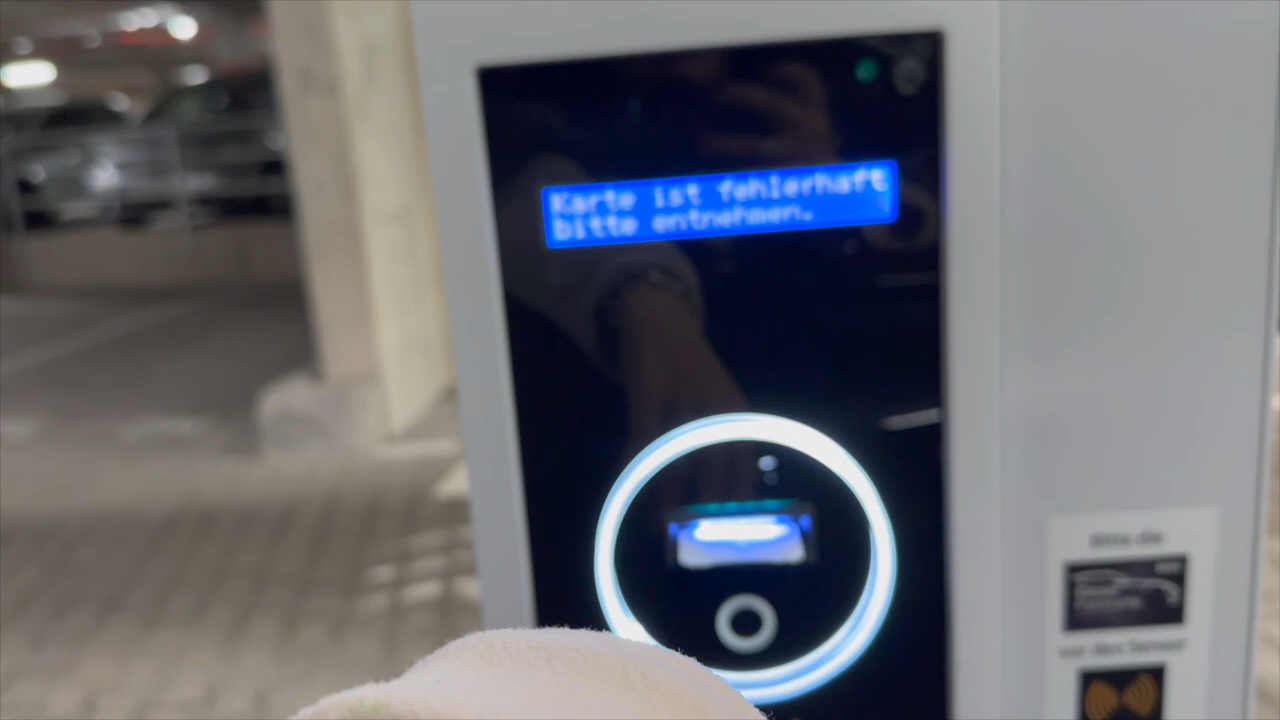 Karte ist fehlerhaft
bitte entnehmen.
Bitte die
vor den Sensor